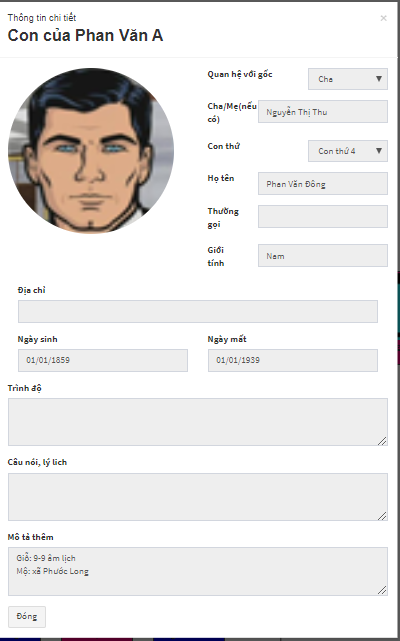 Thông tin chi tiết
×
Con của Phan Văn A
Quan hệ với gốc
Cha
Cha/Mẹ(nếu có)
Nguyễn Thị Thu
Con thứ
Con thứ 4
Họ tên
Phan Văn Đông
Thường gọi
Giới tính
Nam
Địa chỉ
Ngày sinh
Ngày mất
01/01/1859
01/01/1939
Trình độ
Câu nói, lý lich
Mô tả thêm
Giỗ: 9-9 âm lịch
Mộ: xã Phước Long
Đóng